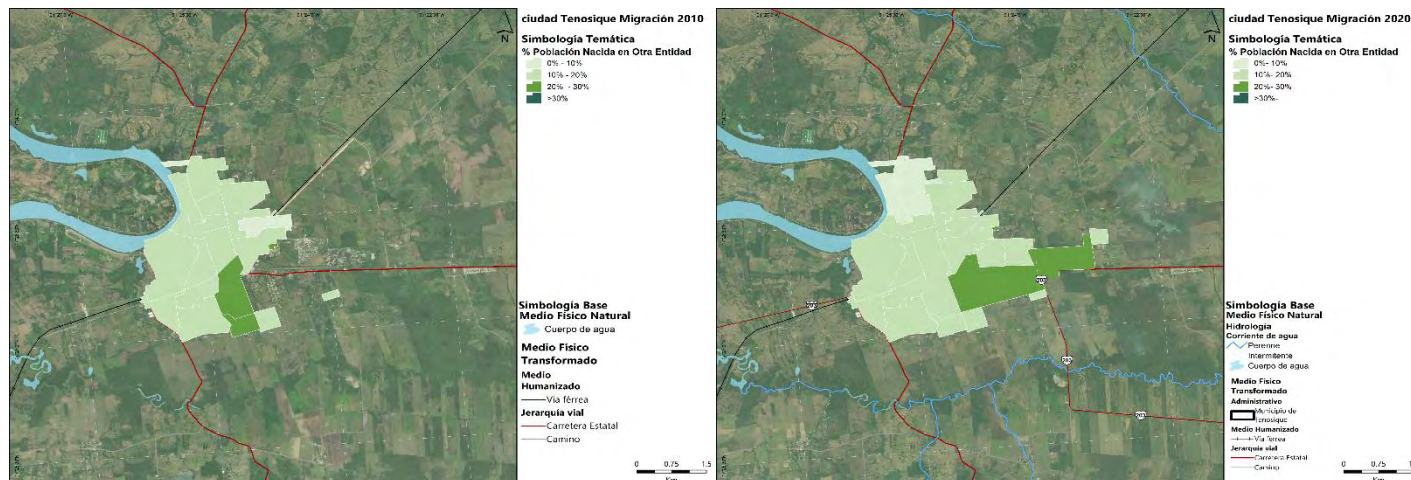 ciudad Tenosique Migración 2010
N
Simbología Temática
% Población Nacida en Otra Entidad
0% - 10%
10% - 20%
20% - 30%
>30%
Simbología Base
Medio Físico Natural
Cuerpo de agua
Medio Físico
Transformado
Medio
Humanizado
Vía férrea
Jerarquía vial
Carretera Estatal
Camino
0 0.75 1.5
Km
ciudad Tenosique Migración 2020
N
Simbología Temática
% Población Nacida en Otra Entidad
0%- 10%
10%- 20%
20%- 30%
>30%-
203
203
203
Simbología Base
Medio Físico Natural
Hidrología
Corriente de agua
Perenne
Intermitente
Cuerpo de agua
Medio Físico
Transformado
Administrativo
Municipio de
Tenosique
Medio Humanizado
Vía férrea
Jerarquía vial
Carretera Estatal
Camino
0 0.75